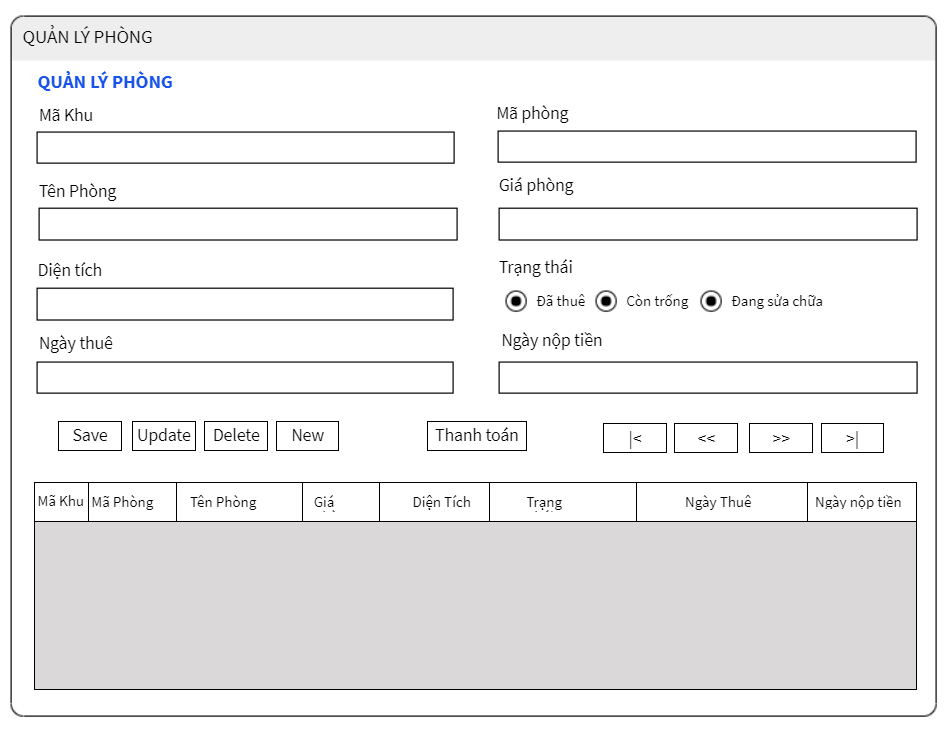 QUẢN LÝ PHÒNG
QUẢN LÝ PHÒNG
Mã Khu
Mã phòng
Tên Phòng
Giá phòng
Diện tích
Trạng thái
Đã thuê Còn trống Đang sửa chữa
Ngày thuê
Ngày nộp tiền
Save Update Delete New Thanh toán |< << >> >|
Mã Khu Mã Phòng Tên Phòng Giá Diện Tích Trạng Ngày Thuê Ngày nộp tiền